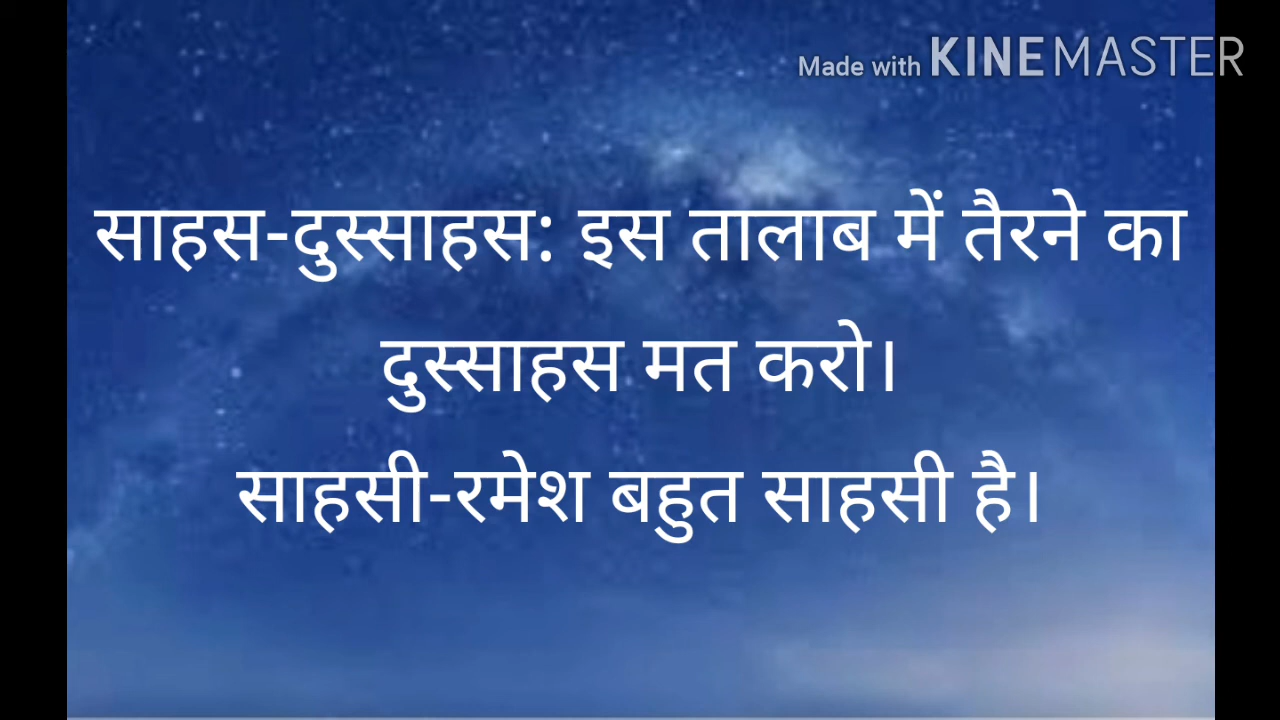 Made with KINEMASTER
साहस-दुस्साहस: इस तालाब में तैरने का
दुस्साहस मत करो।
साहसी-रमेश बहुत साहसी है।